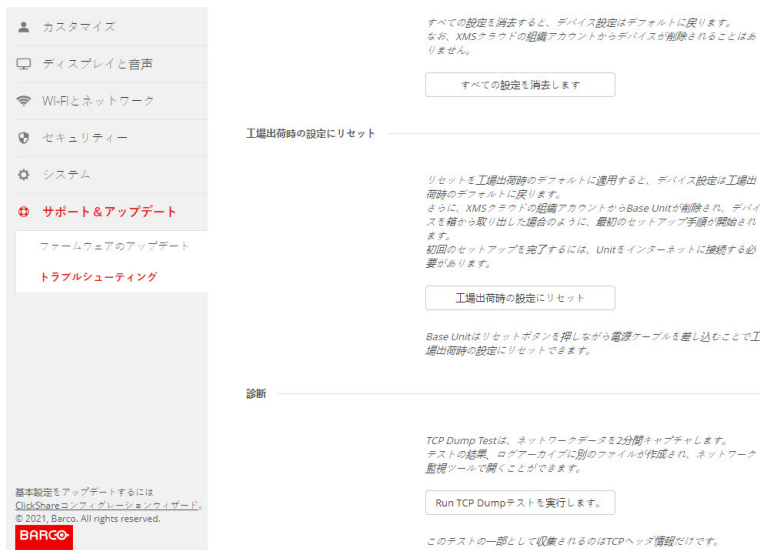 カスタマイズ
ディスプレイと音声
Wi-Fiとネットワーク
セキュリティー
システム
サポート＆アップデート
ファームウェアのアップデート
トラブルシューティング
基本設定をアップデートするには
ClickShareコンフィグレーションウィザード。
© 2021, Barco. All rights reserved.
BARCO
すべての設定を消去すると、デバイス設定はデフォルトに戻ります。
なお、XMSクラウドの組織アカウントからデバイスが削除されることはあ
りません。
すべての設定を消去します
工場出荷時の設定にリセット
リセットを工場出荷時のデフォルトに適用すると、デバイス設定は工場出
荷時のデフォルトに戻ります。
さらに、XMSクラウドの組織アカウントからBase Unitが削除され、デバイ
スを箱から取り出した場合のように、最初のセットアップ手順が開始され
ます。
初回のセットアップを完了するには、Unitをインターネットに接続する必
要があります。
工場出荷時の設定にリセット
Base Unitはリセットボタンを押しながら電源ケーブルを差し込むことで工
場出荷時の設定にリセットできます。
診断
TCP Dump Testは、ネットワークデータを2分間キャプチャします。
テストの結果、ログアーカイブに別のファイルが作成され、ネットワーク
監視ツールで開くことができます。
Run TCP Dumpテストを実行します。
このテストの一部として収集されるのはTCPヘッダ情報だけです。